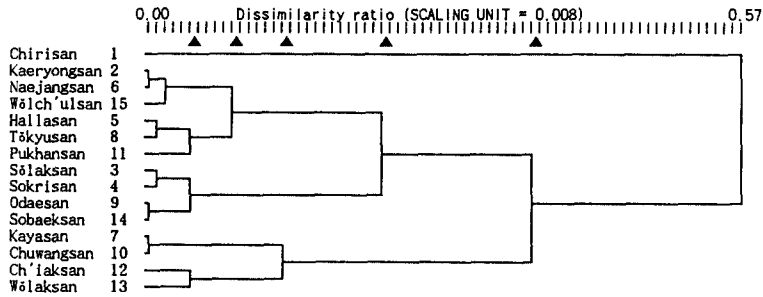 0.00 Dissimilarity ratio (SCALING UNIT = 0.008) 0.57
Chirisan 1
Kaeryongsan 2
Naejangsan 6
Wŏlch'ulsan 15
Hallasan 5
Tŏkyusan 8
Pukhansan 11
Sŏlaksan 3
Sokrisan 4
Odaesan 9
Sobaeksan 14
Kayasan 7
Chuwangsan 10
Ch'iaksan 12
Wŏlaksan 13